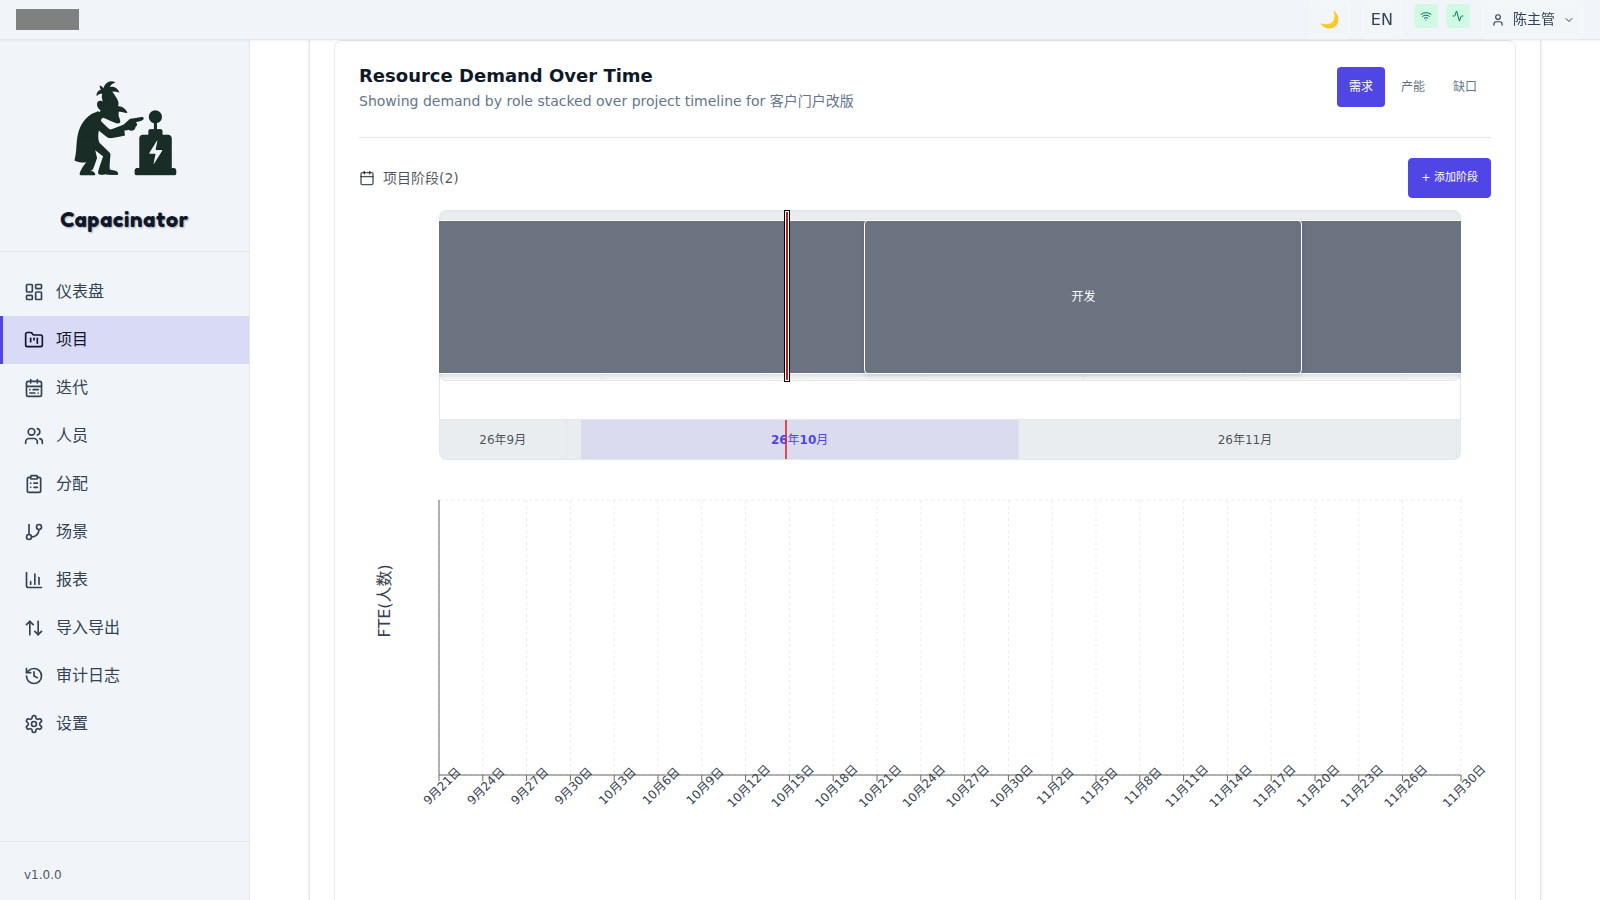 EN
陈主管
Capacinator
仪表盘
项目
迭代
人员
分配
场景
报表
导入导出
审计日志
设置
v1.0.0
Resource Demand Over Time
Showing demand by role stacked over project timeline for 客户门户改版
需求
产能
缺口
项目阶段(2)
+ 添加阶段
开发
26年9月
26年10月
26年11月
FTE(人数)
9月21日
9月24日
9月27日
9月30日
10月3日
10月6日
10月9日
10月12日
10月15日
10月18日
10月21日
10月24日
10月27日
10月30日
11月2日
11月5日
11月8日
11月11日
11月14日
11月17日
11月20日
11月23日
11月26日
11月30日